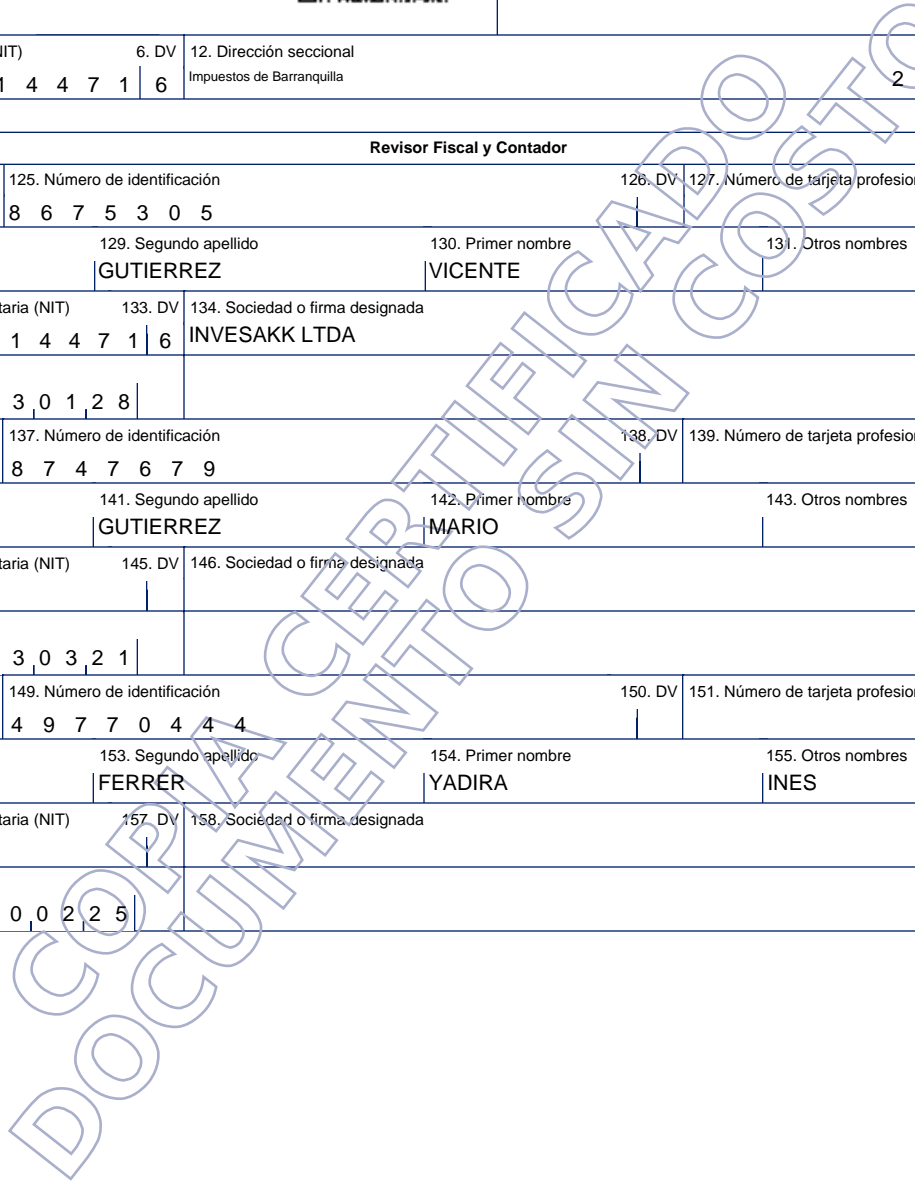 IT) 6. DV 12. Dirección seccional
1 4 4 7 1 6 Impuestos de Barranquilla 2
Revisor Fiscal y Contador
125. Número de identificación 126. DV 127. Número de tarjeta profesion
8 6 7 5 3 0 5
129. Segundo apellido 130. Primer nombre 131. Otros nombres
GUTIERREZ VICENTE
taria (NIT) 133. DV 134. Sociedad o firma designada
1 4 4 7 1 6 INVESAKK LTDA
3 0 1 2 8
137. Número de identificación 138. DV 139. Número de tarjeta profesion
8 7 4 7 6 7 9
141. Segundo apellido 142. Primer nombre 143. Otros nombres
GUTIERREZ MARIO
taria (NIT) 145. DV 146. Sociedad o firma designada
3 0 3 2 1
149. Número de identificación 150. DV 151. Número de tarjeta profesion
4 9 7 7 0 4 4 4
153. Segundo apellido 154. Primer nombre 155. Otros nombres
FERRER YADIRA INES
taria (NIT) 157. DV 158. Sociedad o firma designada
0 0 2 2 5
COPIA CERTIFICADO
DOCUMENTO SIN COSTO